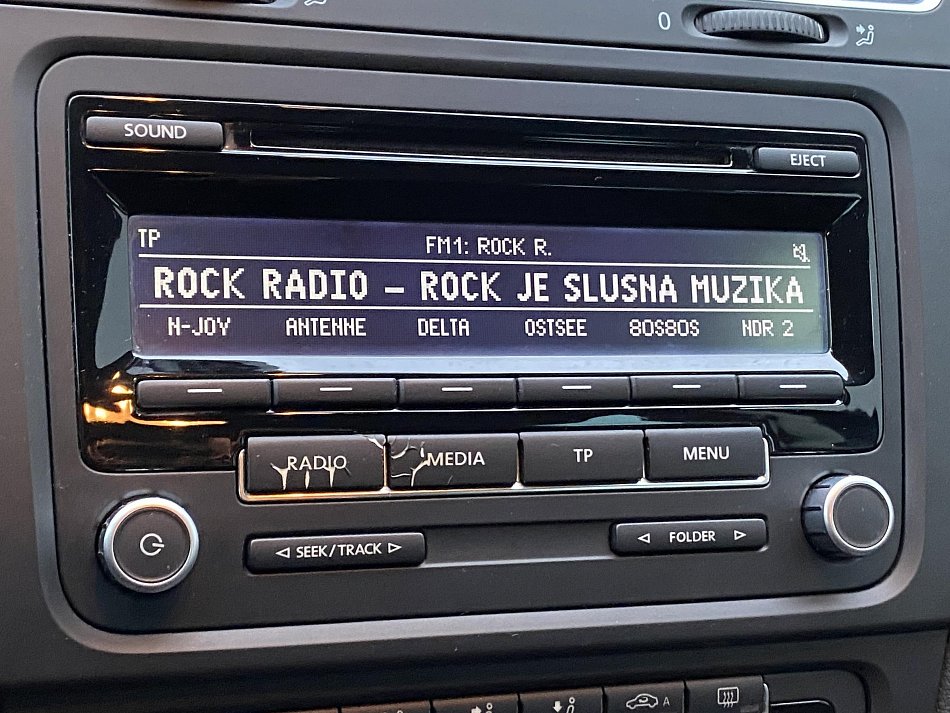 0
SOUND
EJECT
TP
FM1: ROCK R.
ROCK RADIO – ROCK JE SLUSNA MUZIKA
N-JOY ANTENNE DELTA OSTSEE 80S80S NDR 2
RADIO MEDIA TP MENU
SEEK/TRACK
FOLDER
A